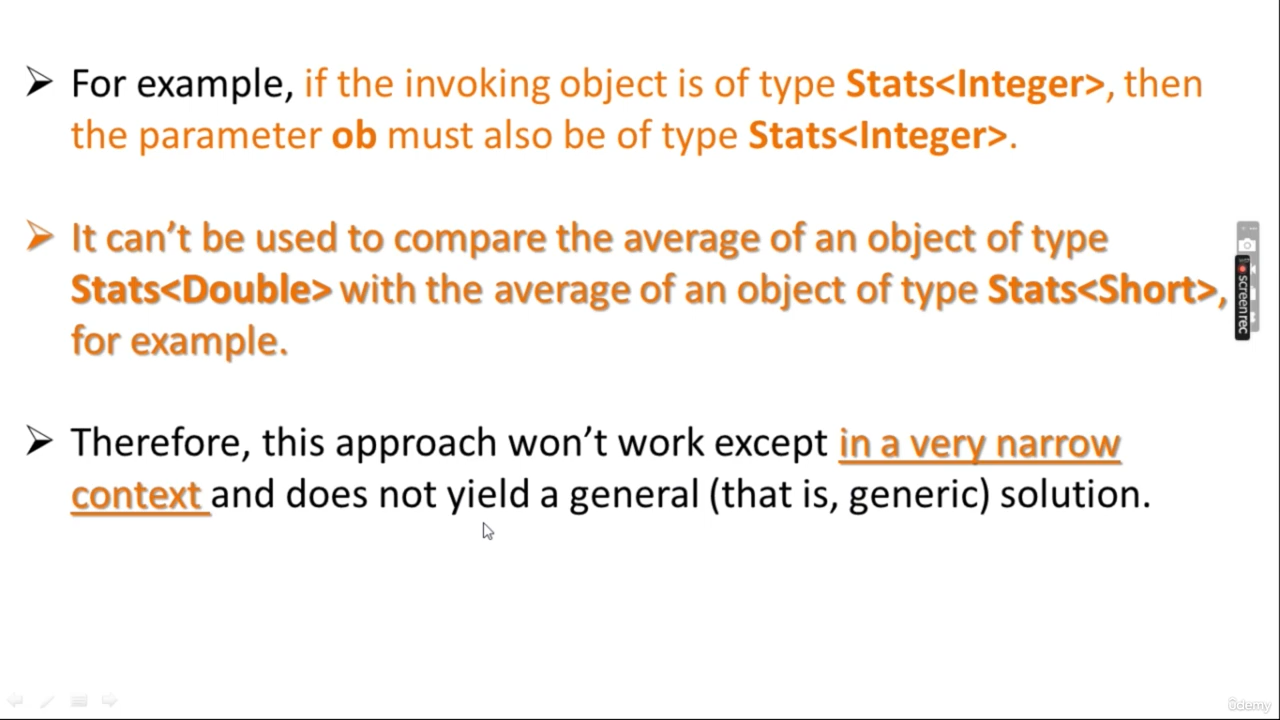 For example, if the invoking object is of type Stats<Integer>, then
the parameter ob must also be of type Stats<Integer>.
It can’t be used to compare the average of an object of type
Stats<Double> with the average of an object of type Stats<Short>,
for example.
Therefore, this approach won’t work except in a very narrow
context and does not yield a general (that is, generic) solution.
screenrec
ûdemy